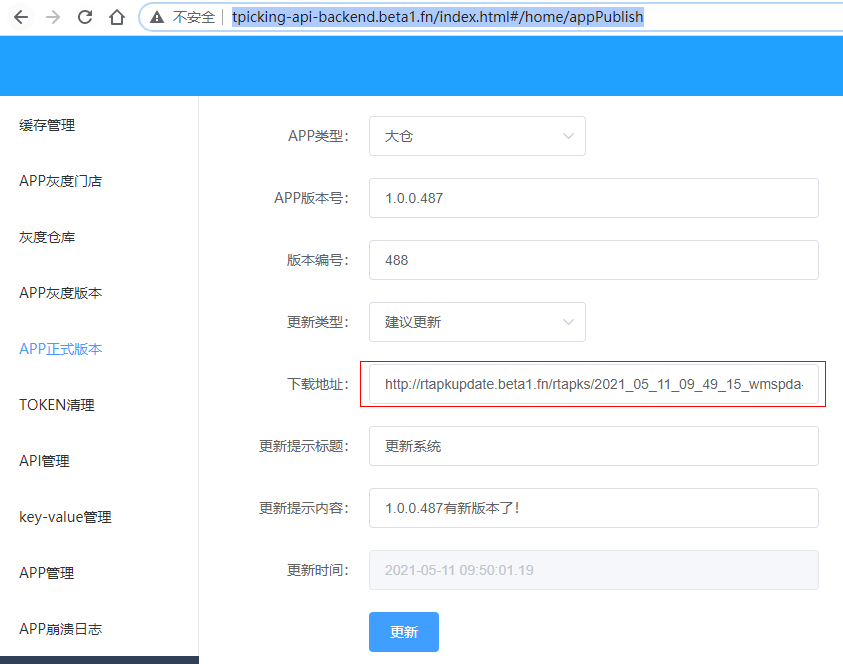 不安全 tpicking-api-backend.beta1.fn/index.html#/home/appPublish
缓存管理
APP灰度门店
灰度仓库
APP灰度版本
APP正式版本
TOKEN清理
API管理
key-value管理
APP管理
APP崩溃日志
APP类型： 大仓
APP版本号： 1.0.0.487
版本编号： 488
更新类型： 建议更新
下载地址： http://rtapkupdate.beta1.fn/rtapks/2021_05_11_09_49_15_wmspda-
更新提示标题： 更新系统
更新提示内容： 1.0.0.487有新版本了！
更新时间： 2021-05-11 09:50:01.19
更新